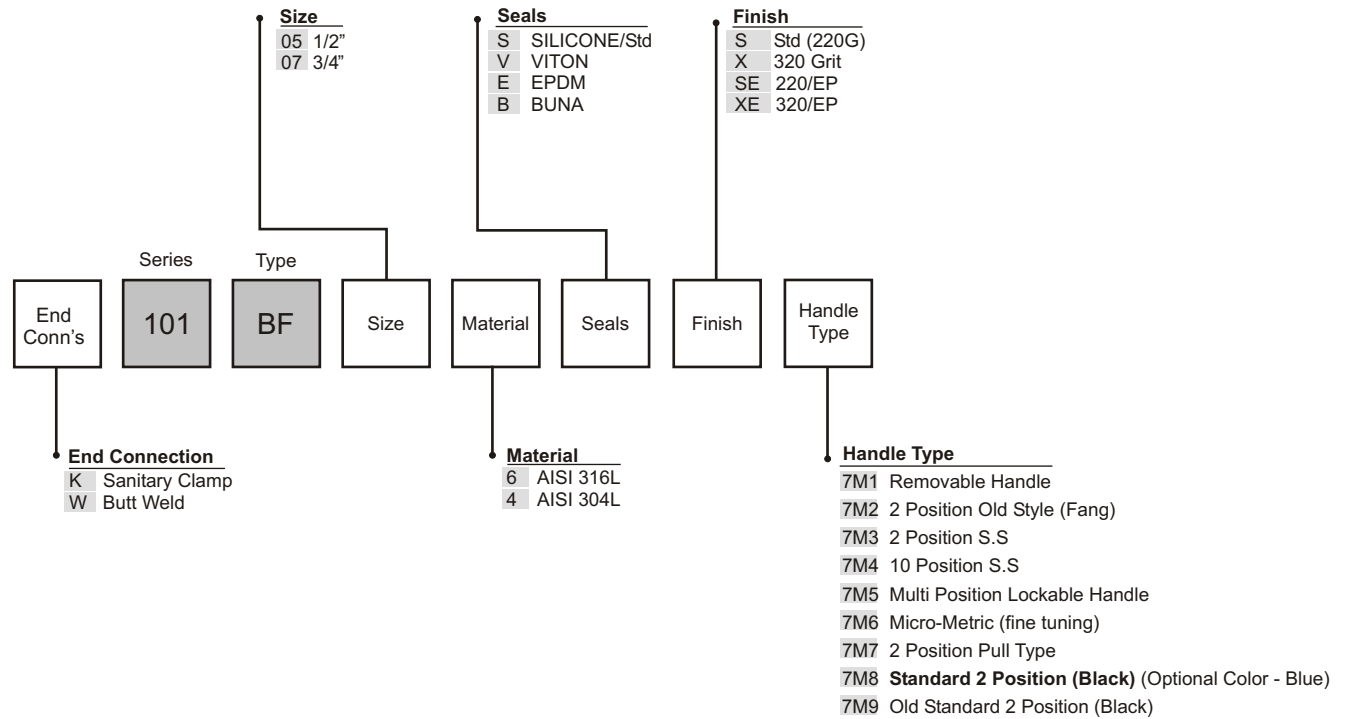 Size
05 1/2”
07 3/4”
Seals
S SILICONE/Std
V VITON
E EPDM
B BUNA
Finish
S Std (220G)
X 320 Grit
SE 220/EP
XE 320/EP
Series
Type
End
Conn’s
101
BF
Size
Material
Seals
Finish
Handle
Type
End Connection
K Sanitary Clamp
W Butt Weld
Material
6 AISI 316L
4 AISI 304L
Handle Type
7M1 Removable Handle
7M2 2 Position Old Style (Fang)
7M3 2 Position S.S
7M4 10 Position S.S
7M5 Multi Position Lockable Handle
7M6 Micro-Metric (fine tuning)
7M7 2 Position Pull Type
7M8 Standard 2 Position (Black) (Optional Color - Blue)
7M9 Old Standard 2 Position (Black)